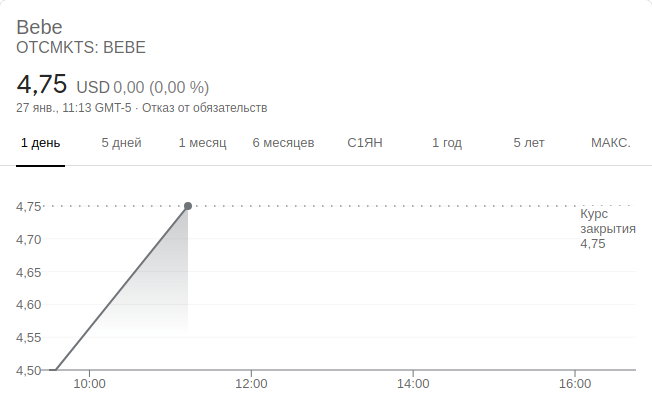 Bebe
OTCMKTS: BEBE
4,75 USD 0,00 (0,00 %)
27 янв., 11:13 GMT-5 · Отказ от обязательств
1 день 5 дней 1 месяц 6 месяцев С1ЯН 1 год 5 лет МАКС.
4,75
Курс
закрытия
4,75
4,70
4,65
4,60
4,55
4,50
10:00 12:00 14:00 16:00